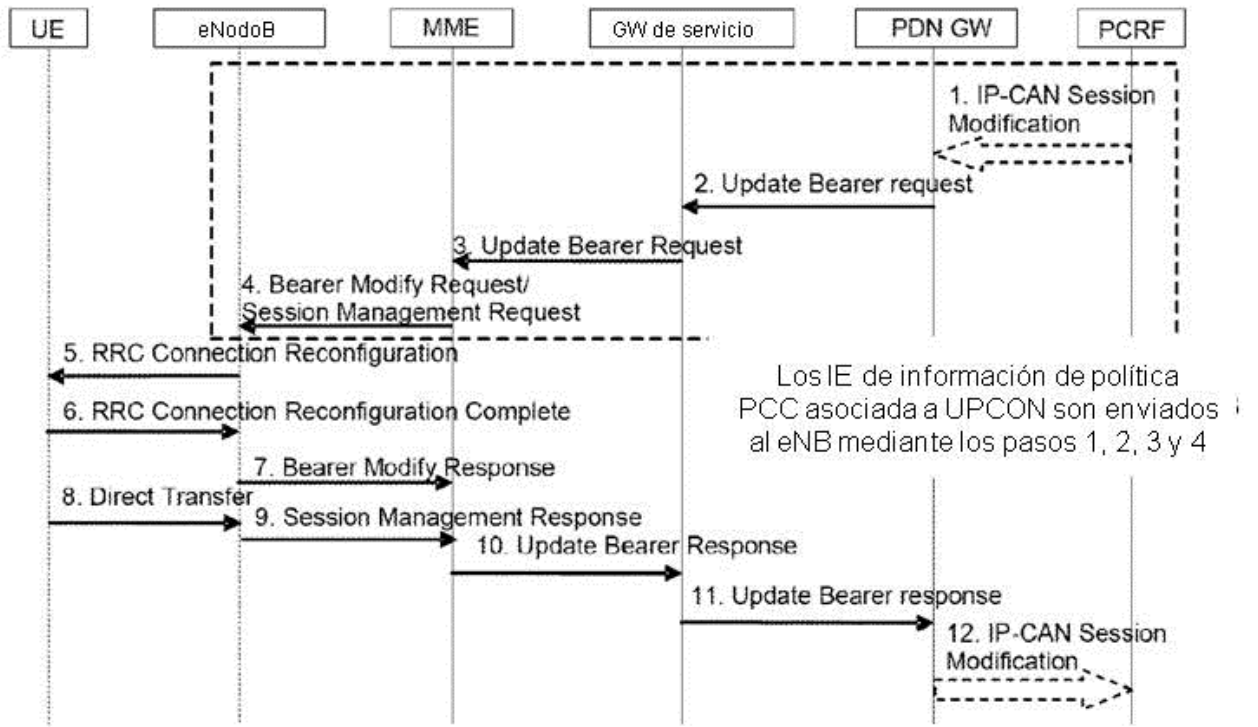 UE
eNodoB
MME
GW de servicio
PDN GW
PCRF
1. IP-CAN Session
Modification
2. Update Bearer request
3. Update Bearer Request
4. Bearer Modify Request/
Session Management Request
5. RRC Connection Reconfiguration
Los IE de información de política
PCC asociada a UPCON son enviados
al eNB mediante los pasos 1, 2, 3 y 4
6. RRC Connection Reconfiguration Complete
7. Bearer Modify Response
8. Direct Transfer
9. Session Management Response
10. Update Bearer Response
11. Update Bearer response
12. IP-CAN Session
Modification